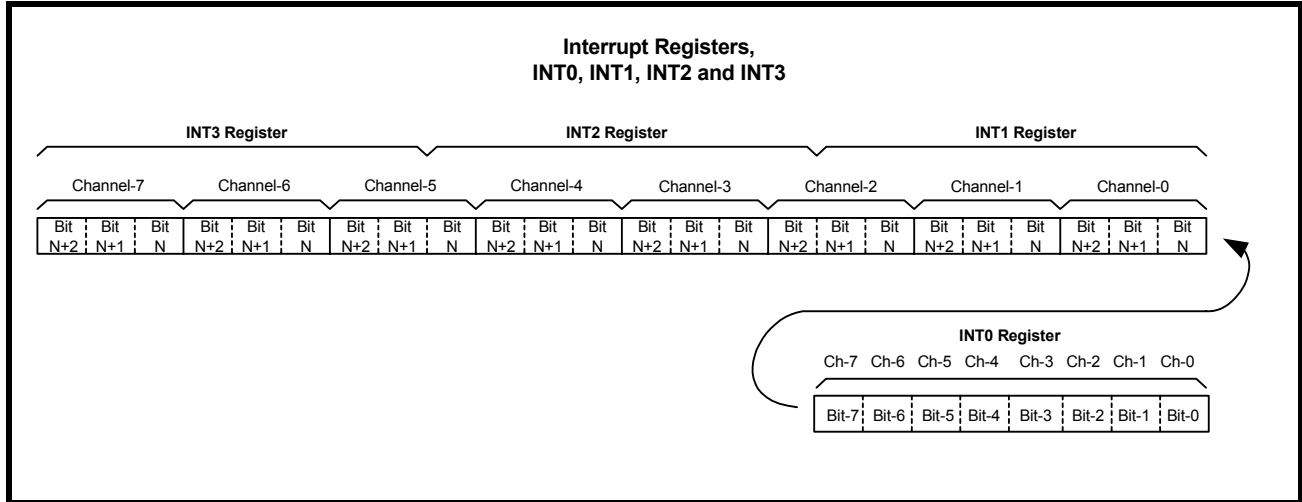 Interrupt Registers,
INT0, INT1, INT2 and INT3
INT3 Register INT2 Register INT1 Register
Channel-7 Channel-6 Channel-5 Channel-4 Channel-3 Channel-2 Channel-1 Channel-0
Bit Bit Bit Bit Bit Bit Bit Bit Bit Bit Bit Bit Bit Bit Bit Bit Bit Bit Bit Bit Bit Bit Bit Bit
N+2 N+1 N N+2 N+1 N N+2 N+1 N N+2 N+1 N N+2 N+1 N N+2 N+1 N N+2 N+1 N N+2 N+1 N
INT0 Register
Ch-7 Ch-6 Ch-5 Ch-4 Ch-3 Ch-2 Ch-1 Ch-0
Bit-7 Bit-6 Bit-5 Bit-4 Bit-3 Bit-2 Bit-1 Bit-0